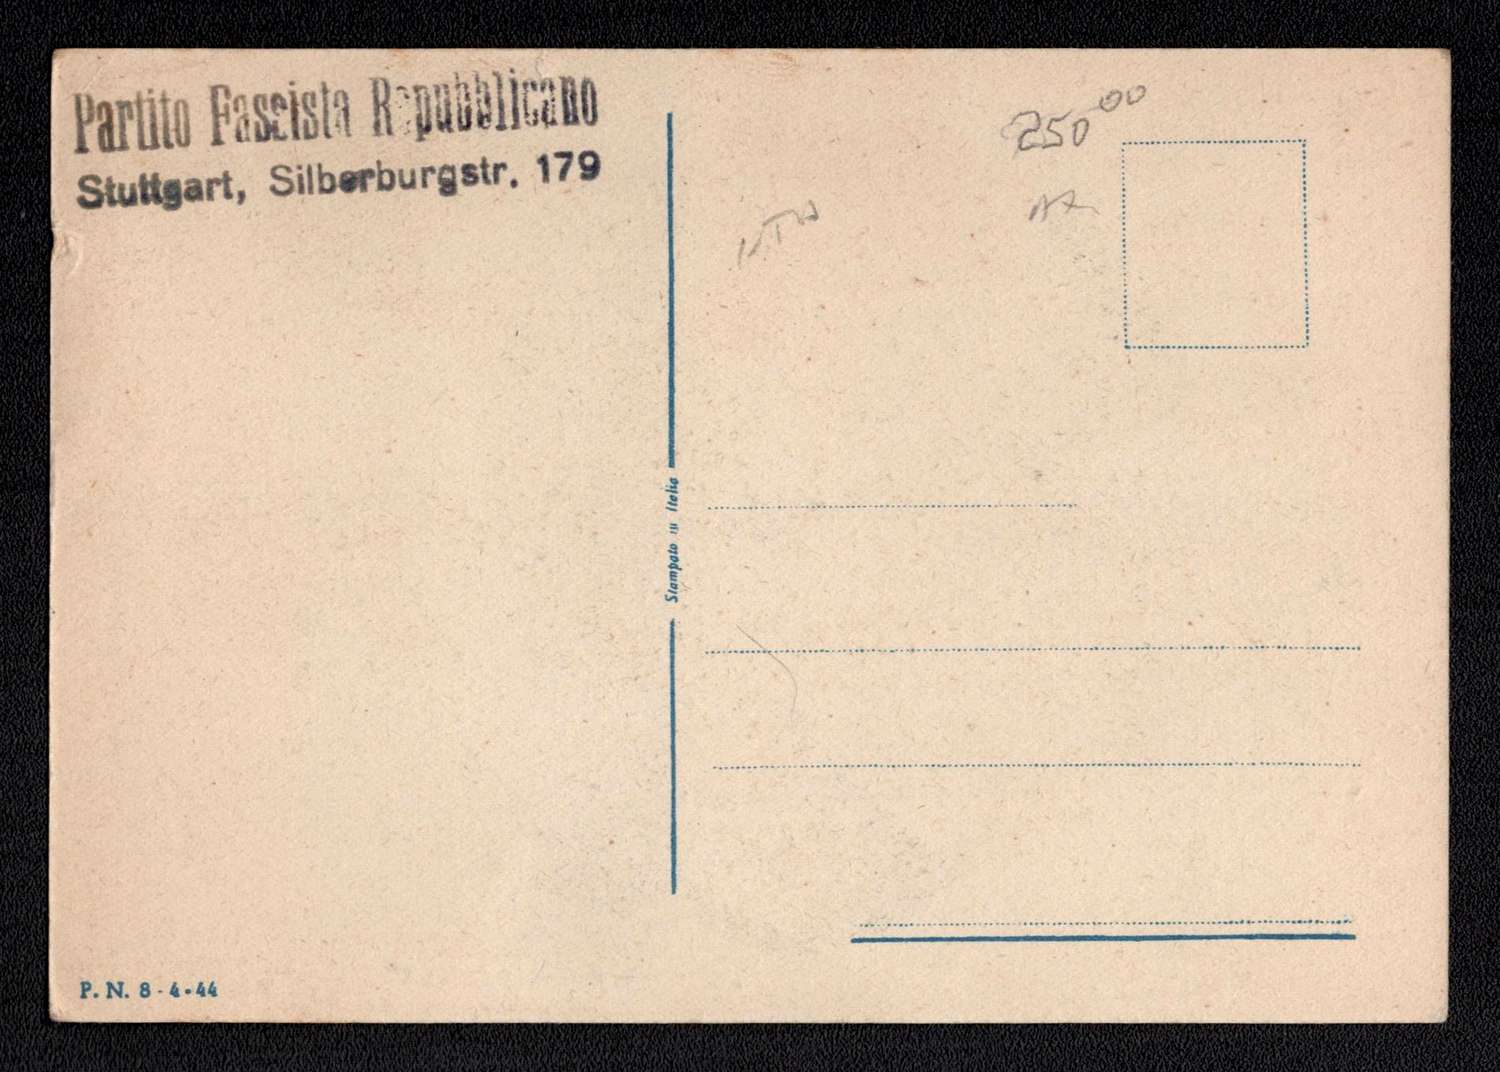 Partito Fascista Repubblicano
Stuttgart, Silberburgstr. 179
250 00
Stampato in Italia
P. N. 8-4-44